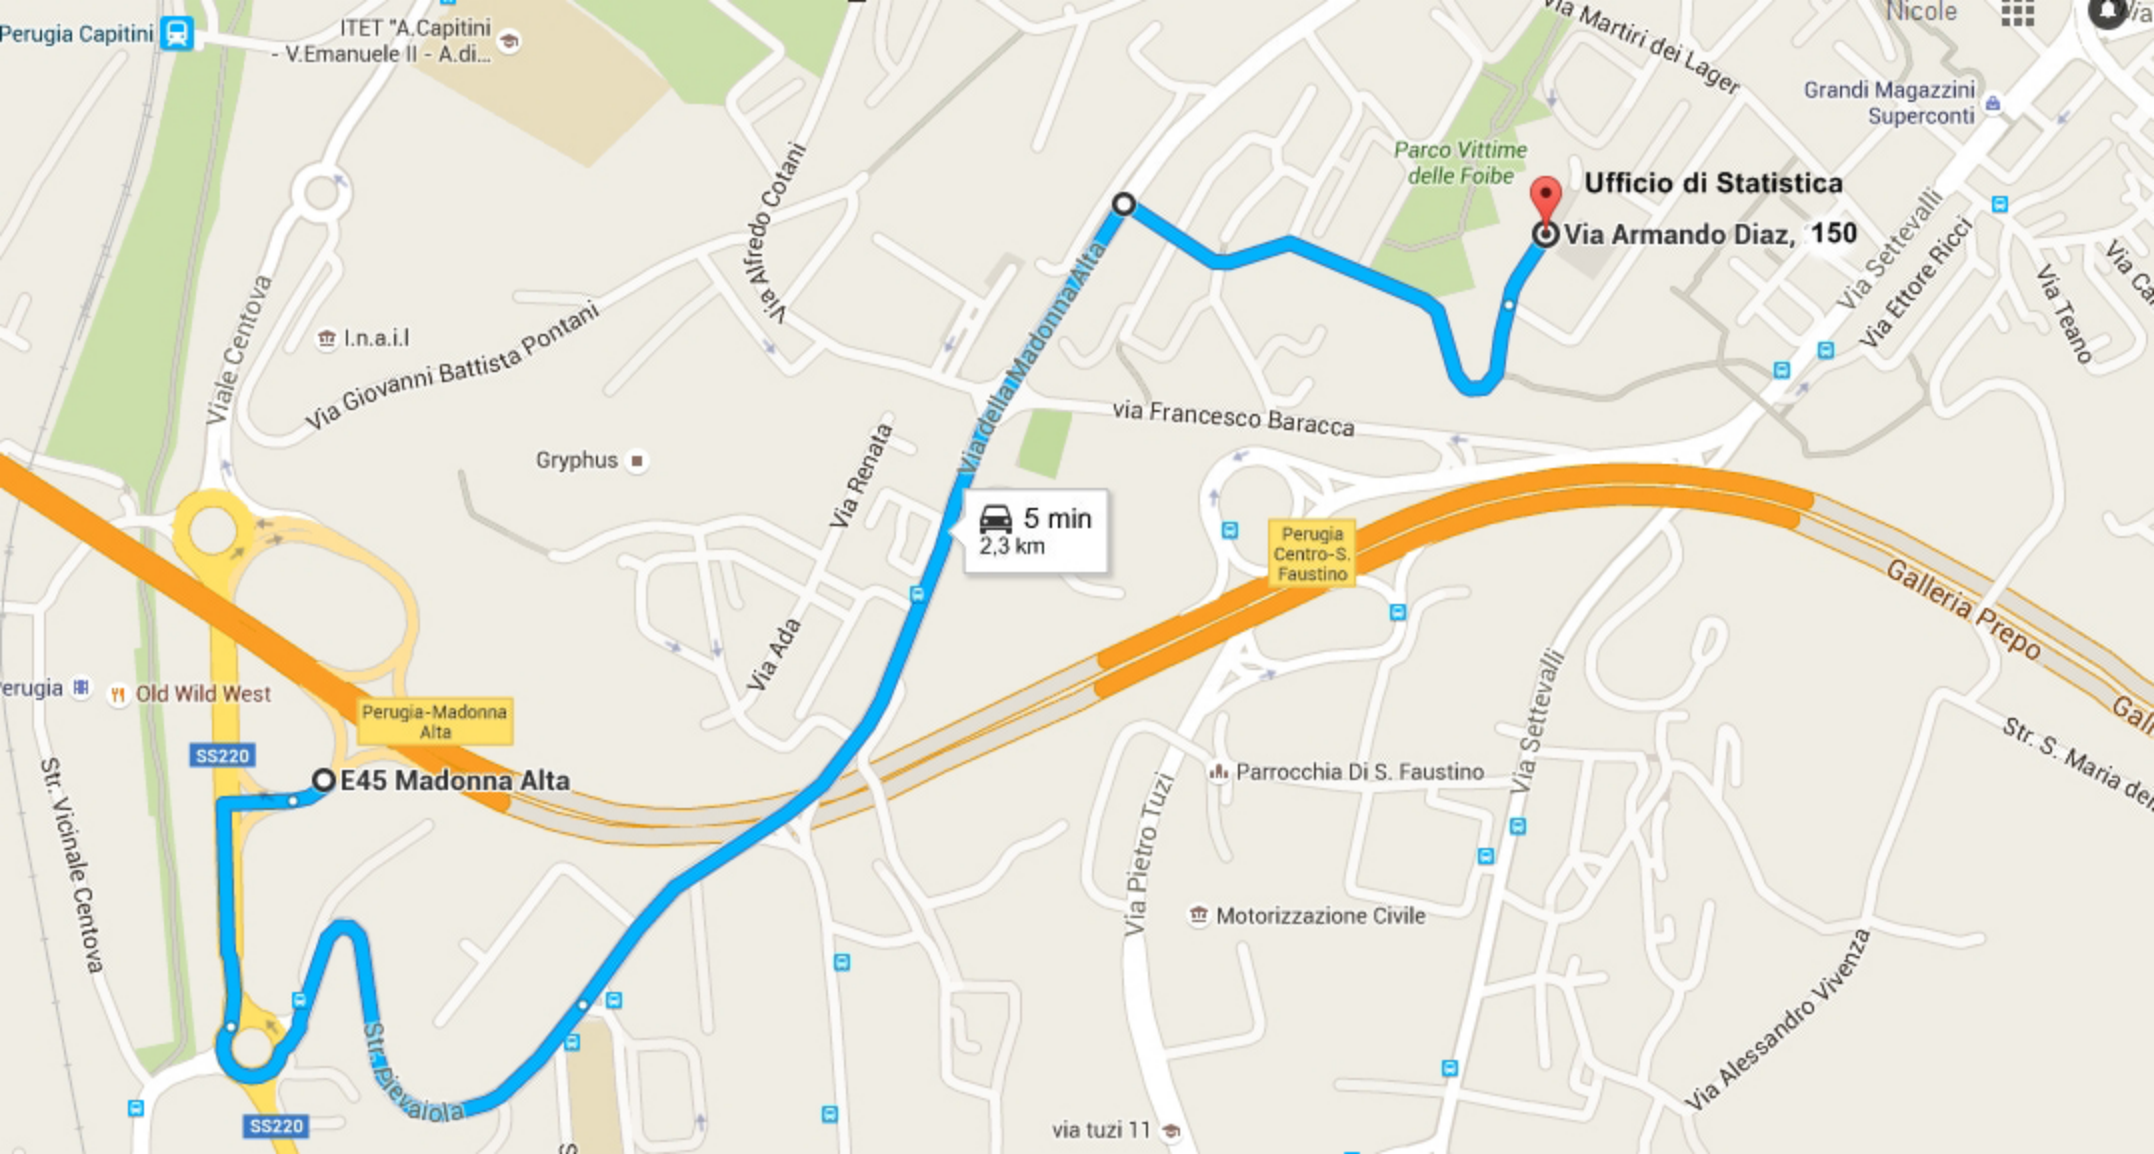 Perugia Capitini
ITET "A.Capitini
- V.Emanuele II - A.di...
Via Martiri dei Lager
Nicole
Grandi Magazzini
Superconti
Parco Vittime
delle Foibe
Ufficio di Statistica
Via Armando Diaz, 150
Via Alfredo Cotani
Via Settevalli
Via Ettore Ricci
Via Teano
Viale Centova
I.n.a.i.l
Via Giovanni Battista Pontani
Via della Madonna Alta
via Francesco Baracca
Gryphus
Via Renata
5 min
2,3 km
Perugia
Centro-S.
Faustino
Galleria Prepo
Via Ada
Old Wild West
Perugia-Madonna
Alta
SS220
E45 Madonna Alta
Str. Vicinale Centova
Via Settevalli
Str. S. Maria
Parrocchia Di S. Faustino
Via Pietro Tuzi
Motorizzazione Civile
Via Alessandro Vivenza
Str. Pievaiola
SS220
via tuzi 11